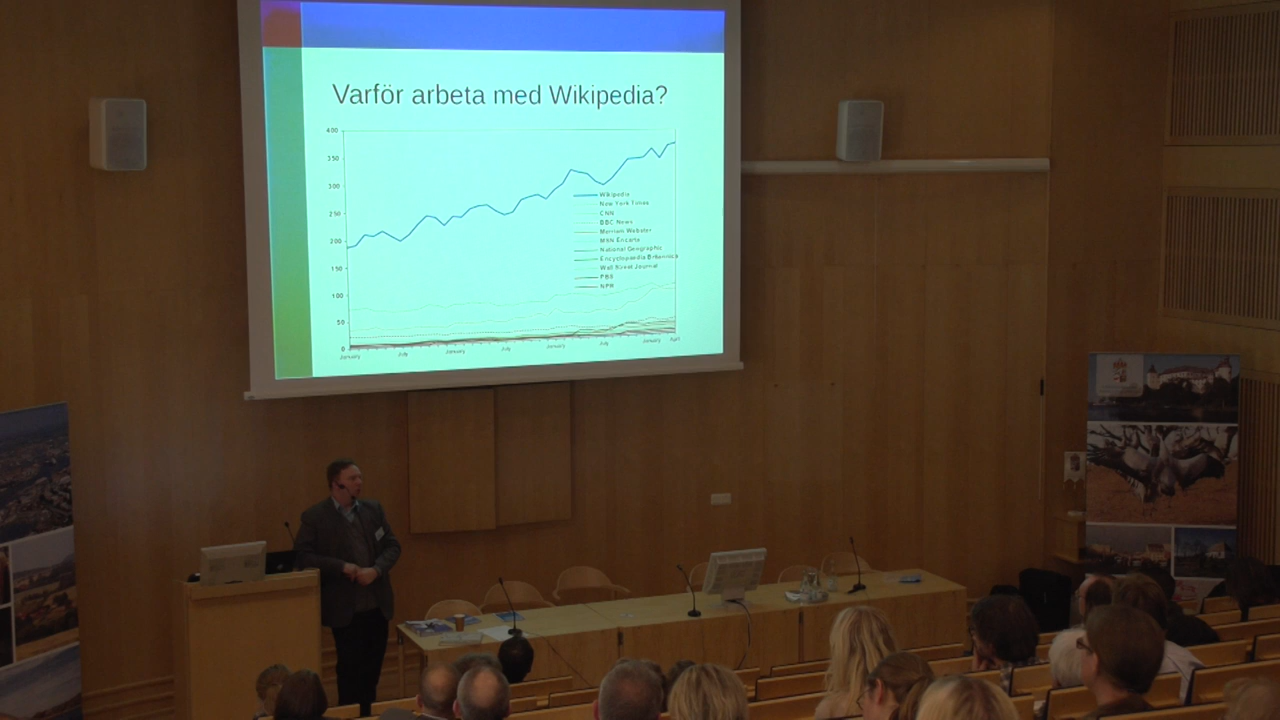 Varför arbeta med Wikipedia?
400
350
300
250
200
150
100
50
0
Wikipedia
New York Times
CNN
BBC News
Merriam Webster
MSN Encarta
National Geographic
Encyclopaedia Britannica
Wall Street Journal
PBS
NPR
January July January July January July January April